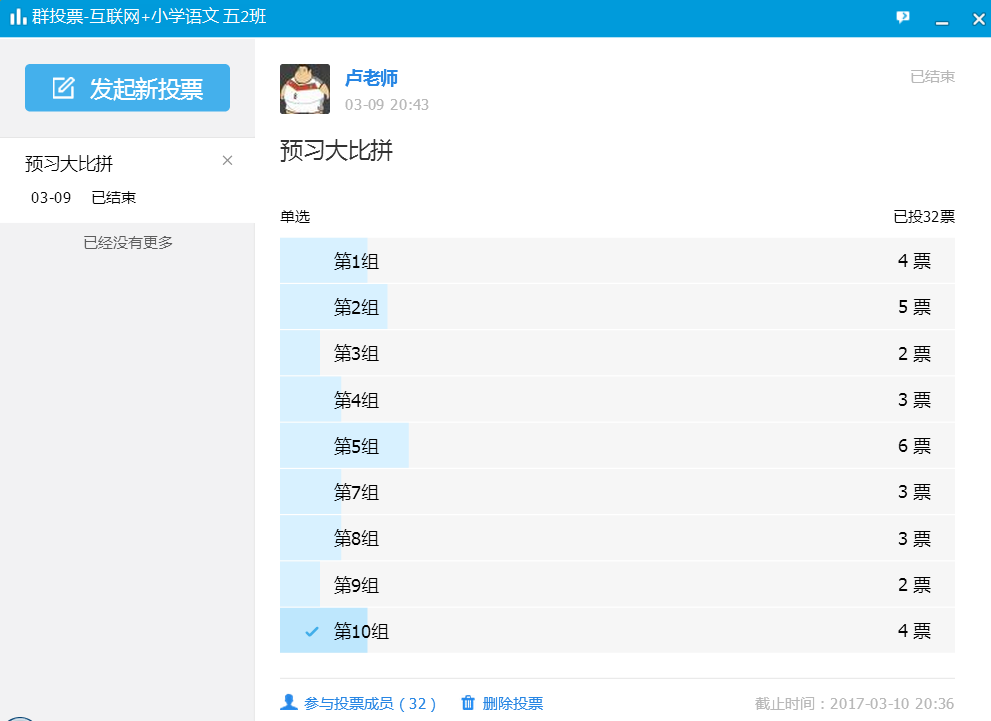 群投票-互联网+小学语文 五2班
发起新投票
预习大比拼
03-09 已结束
已经没有更多
卢老师
已结束
03-09 20:43
预习大比拼
单选 已投32票
第1组 4 票
第2组 5 票
第3组 2 票
第4组 3 票
第5组 6 票
第7组 3 票
第8组 3 票
第9组 2 票
第10组 4 票
参与投票成员 ( 32 ) 删除投票 截止时间：2017-03-10 20:36